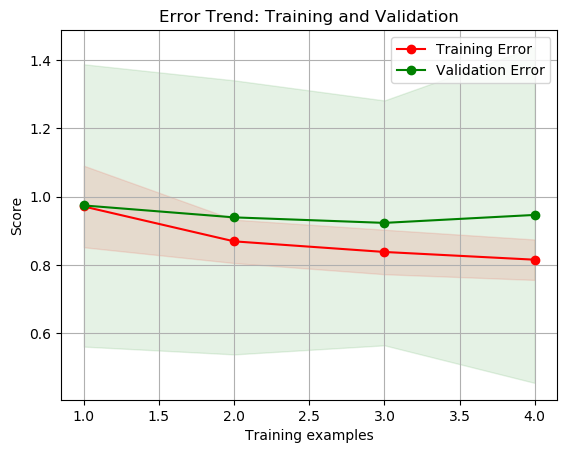 Error Trend: Training and Validation
Training Error
Validation Error
1.4
1.2
1.0
0.8
0.6
Score
1.0
1.5
2.0
2.5
3.0
3.5
4.0
Training examples